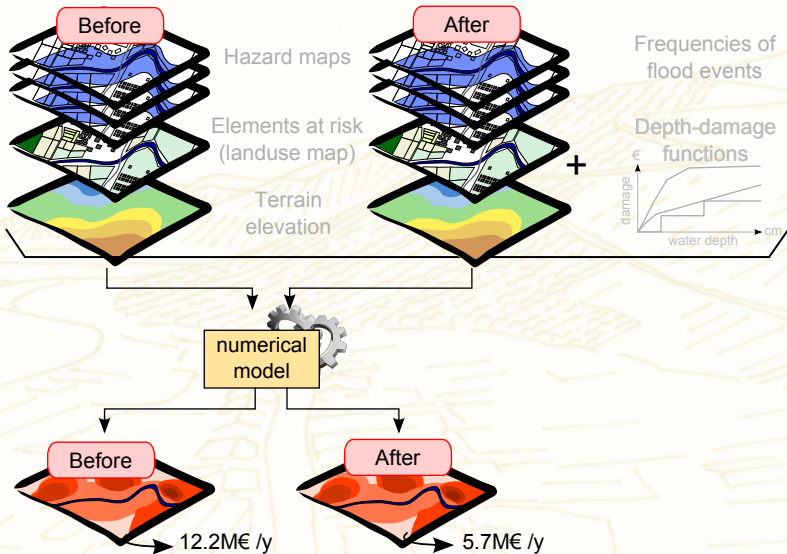 Before
After
Hazard maps
Frequencies of
flood events
Elements at risk
(landuse map)
Depth-damage
functions
+
€
damage
cm
water depth
Terrain
elevation
numerical
model
Before
After
12.2M€ /y
5.7M€ /y